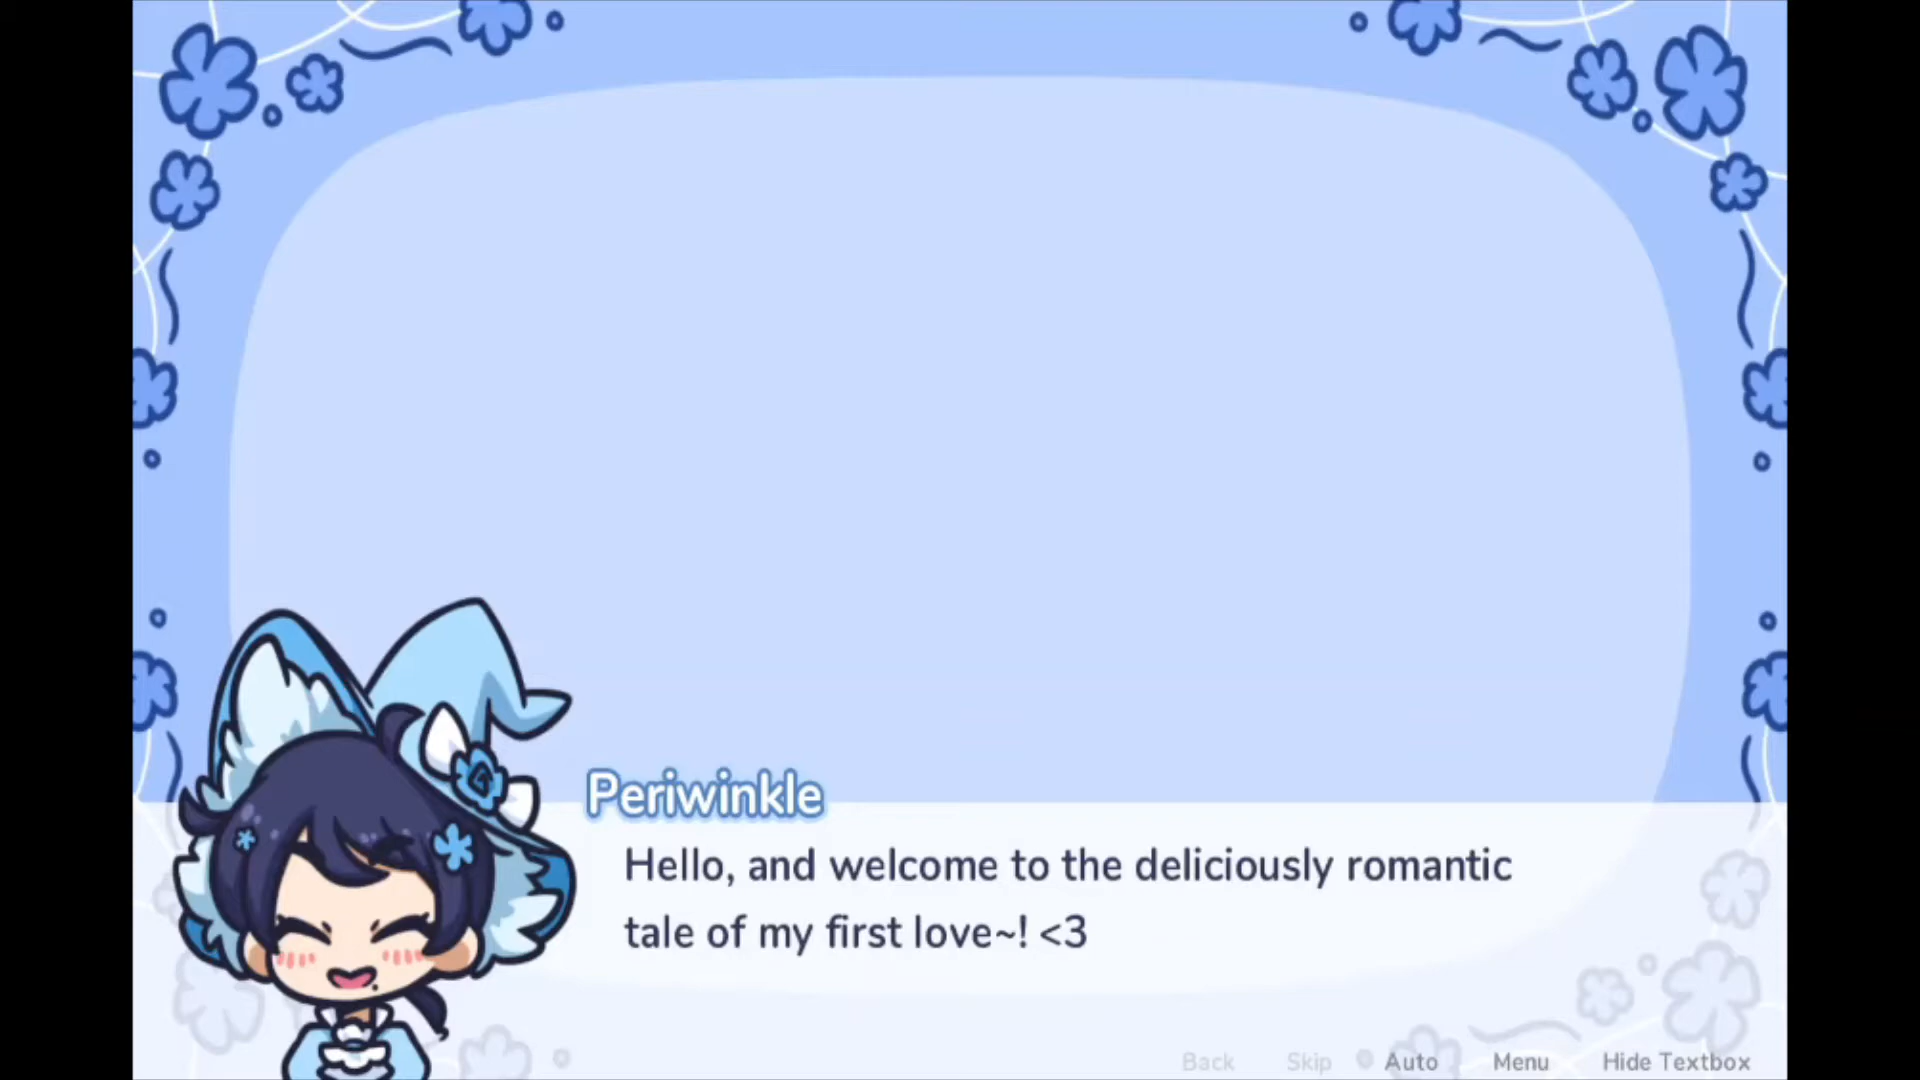 Periwinkle
Hello, and welcome to the deliciously romantic
tale of my first love~! <3
Back Skip Auto Menu Hide Textbox